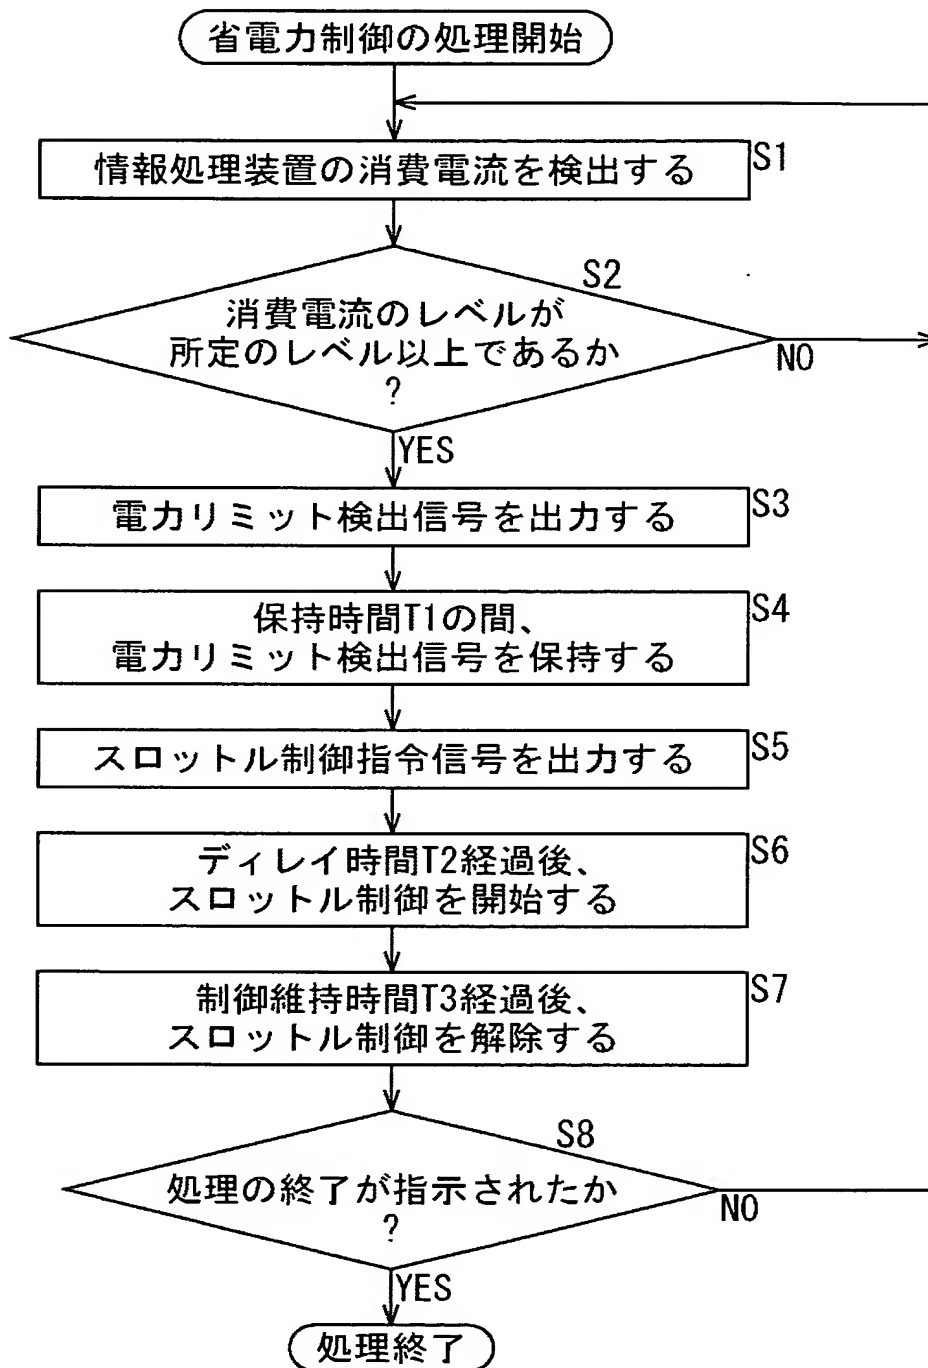 省電力制御の処理開始
情報処理装置の消費電流を検出する
S1
S2
消費電流のレベルが
所定のレベル以上であるか
?
NO
YES
電力リミット検出信号を出力する
S3
保持時間T1の間、
電力リミット検出信号を保持する
S4
スロットル制御指令信号を出力する
S5
ディレイ時間T2経過後、
スロットル制御を開始する
S6
制御維持時間T3経過後、
スロットル制御を解除する
S7
S8
処理の終了が指示されたか
?
NO
YES
処理終了